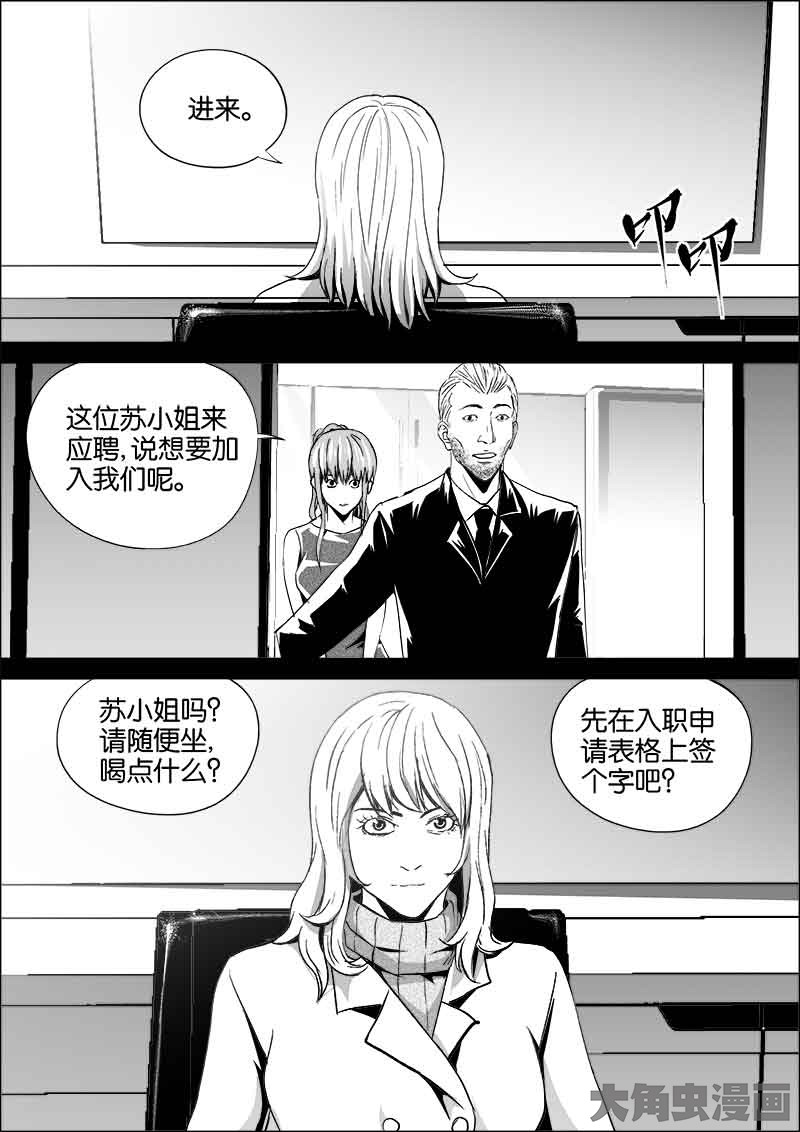 进来。
叩叩
这位苏小姐来
应聘,说想要加
入我们呢。
苏小姐吗?
请随便坐,
喝点什么?
先在入职申
请表格上签
个字吧?
大角虫漫画